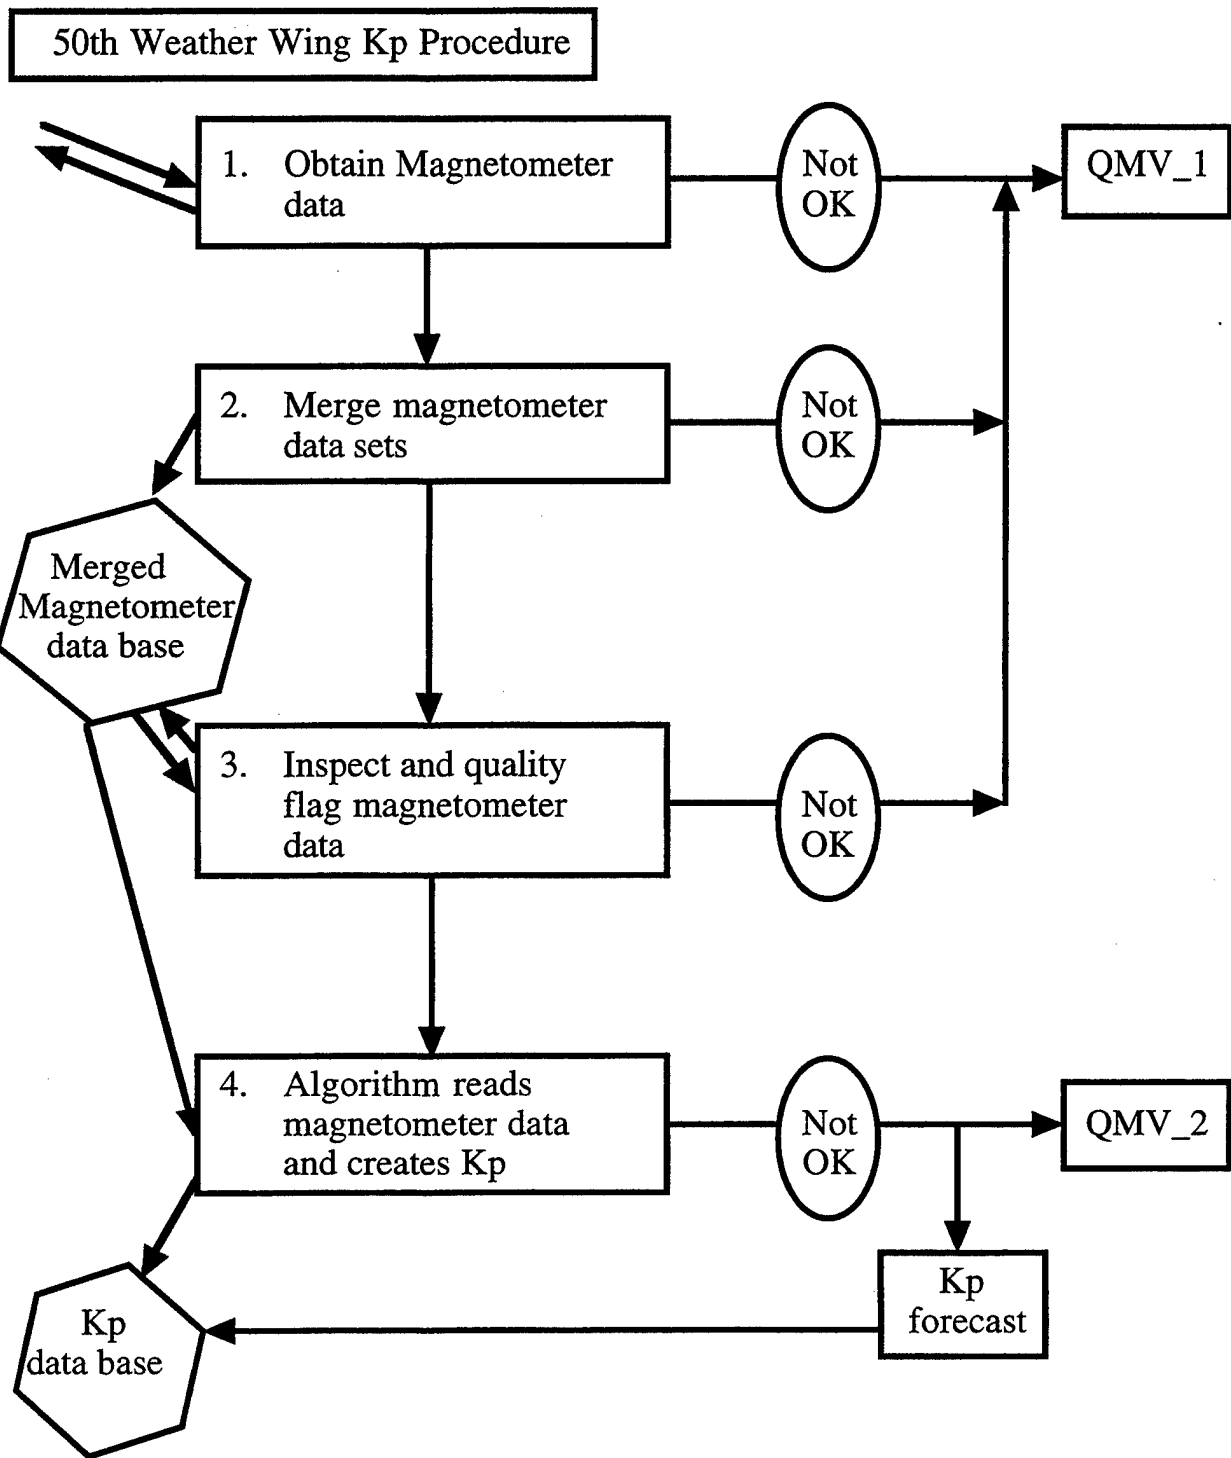 50th Weather Wing Kp Procedure
1. Obtain Magnetometer
data
Not
OK
QMV_1
2. Merge magnetometer
data sets
Not
OK
Merged
Magnetometer
data base
3. Inspect and quality
flag magnetometer
data
Not
OK
4. Algorithm reads
magnetometer data
and creates Kp
Not
OK
QMV_2
Kp
forecast
Kp
data base